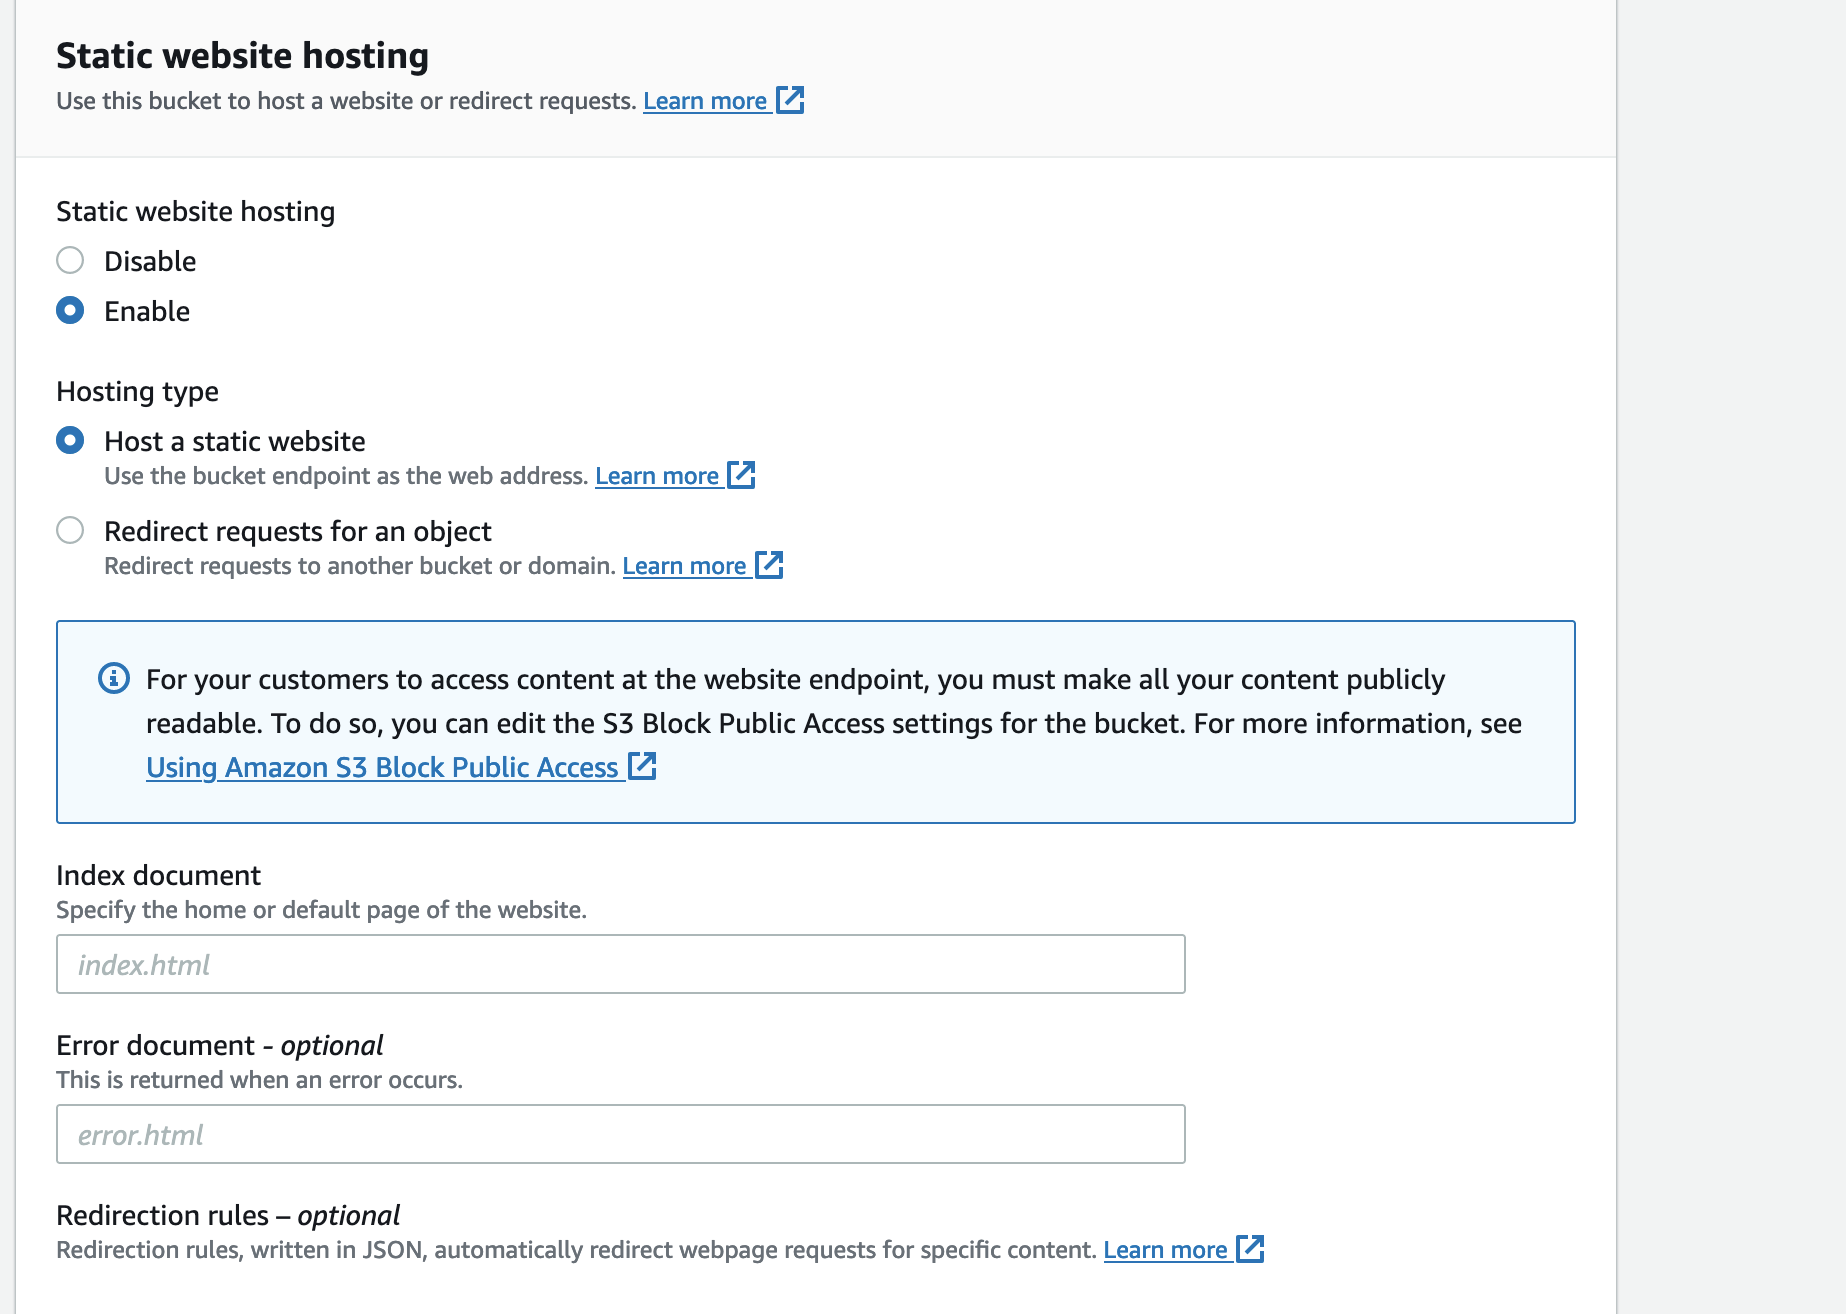 Static website hosting
Use this bucket to host a website or redirect requests. Learn more
Static website hosting
Disable
Enable
Hosting type
Host a static website
Use the bucket endpoint as the web address. Learn more
Redirect requests for an object
Redirect requests to another bucket or domain. Learn more
For your customers to access content at the website endpoint, you must make all your content publicly
readable. To do so, you can edit the S3 Block Public Access settings for the bucket. For more information, see
Using Amazon S3 Block Public Access
Index document
Specify the home or default page of the website.
index.html
Error document - optional
This is returned when an error occurs.
error.html
Redirection rules – optional
Redirection rules, written in JSON, automatically redirect webpage requests for specific content. Learn more